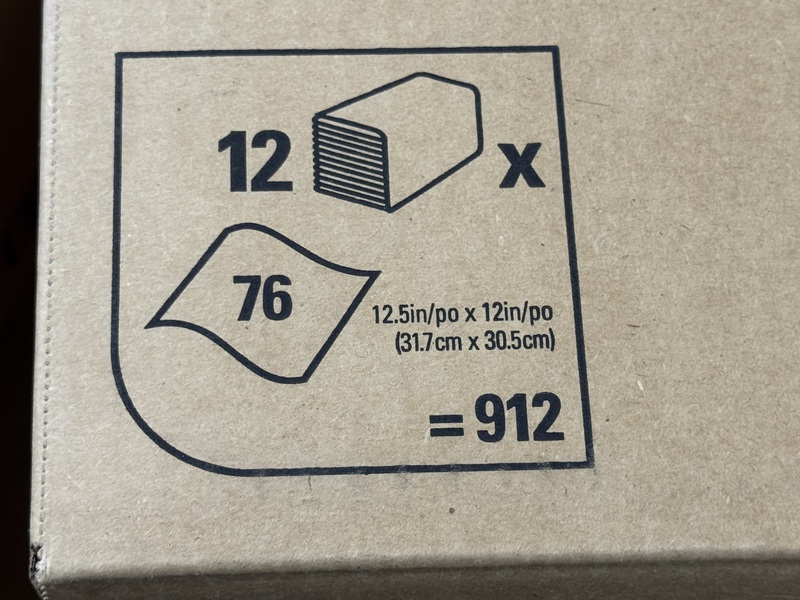 12 x
76
12.5in/po x 12in/po
(31.7cm x 30.5cm)
= 912